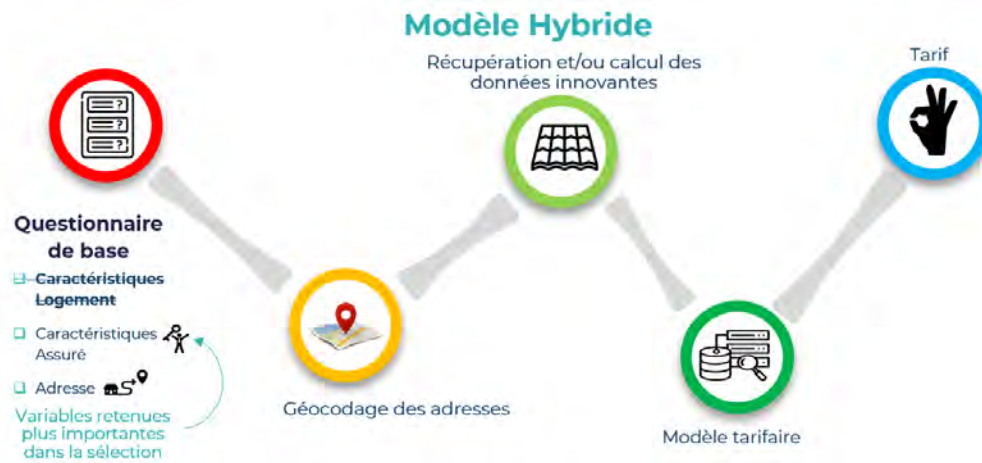 Modèle Hybride
Récupération et/ou calcul des
données innovantes
Tarif
Questionnaire
de base
Caractéristiques
Logement
Caractéristiques
Assuré
Adresse
Variables retenues
plus importantes
dans la sélection
Géocodage des adresses
Modèle tarifaire